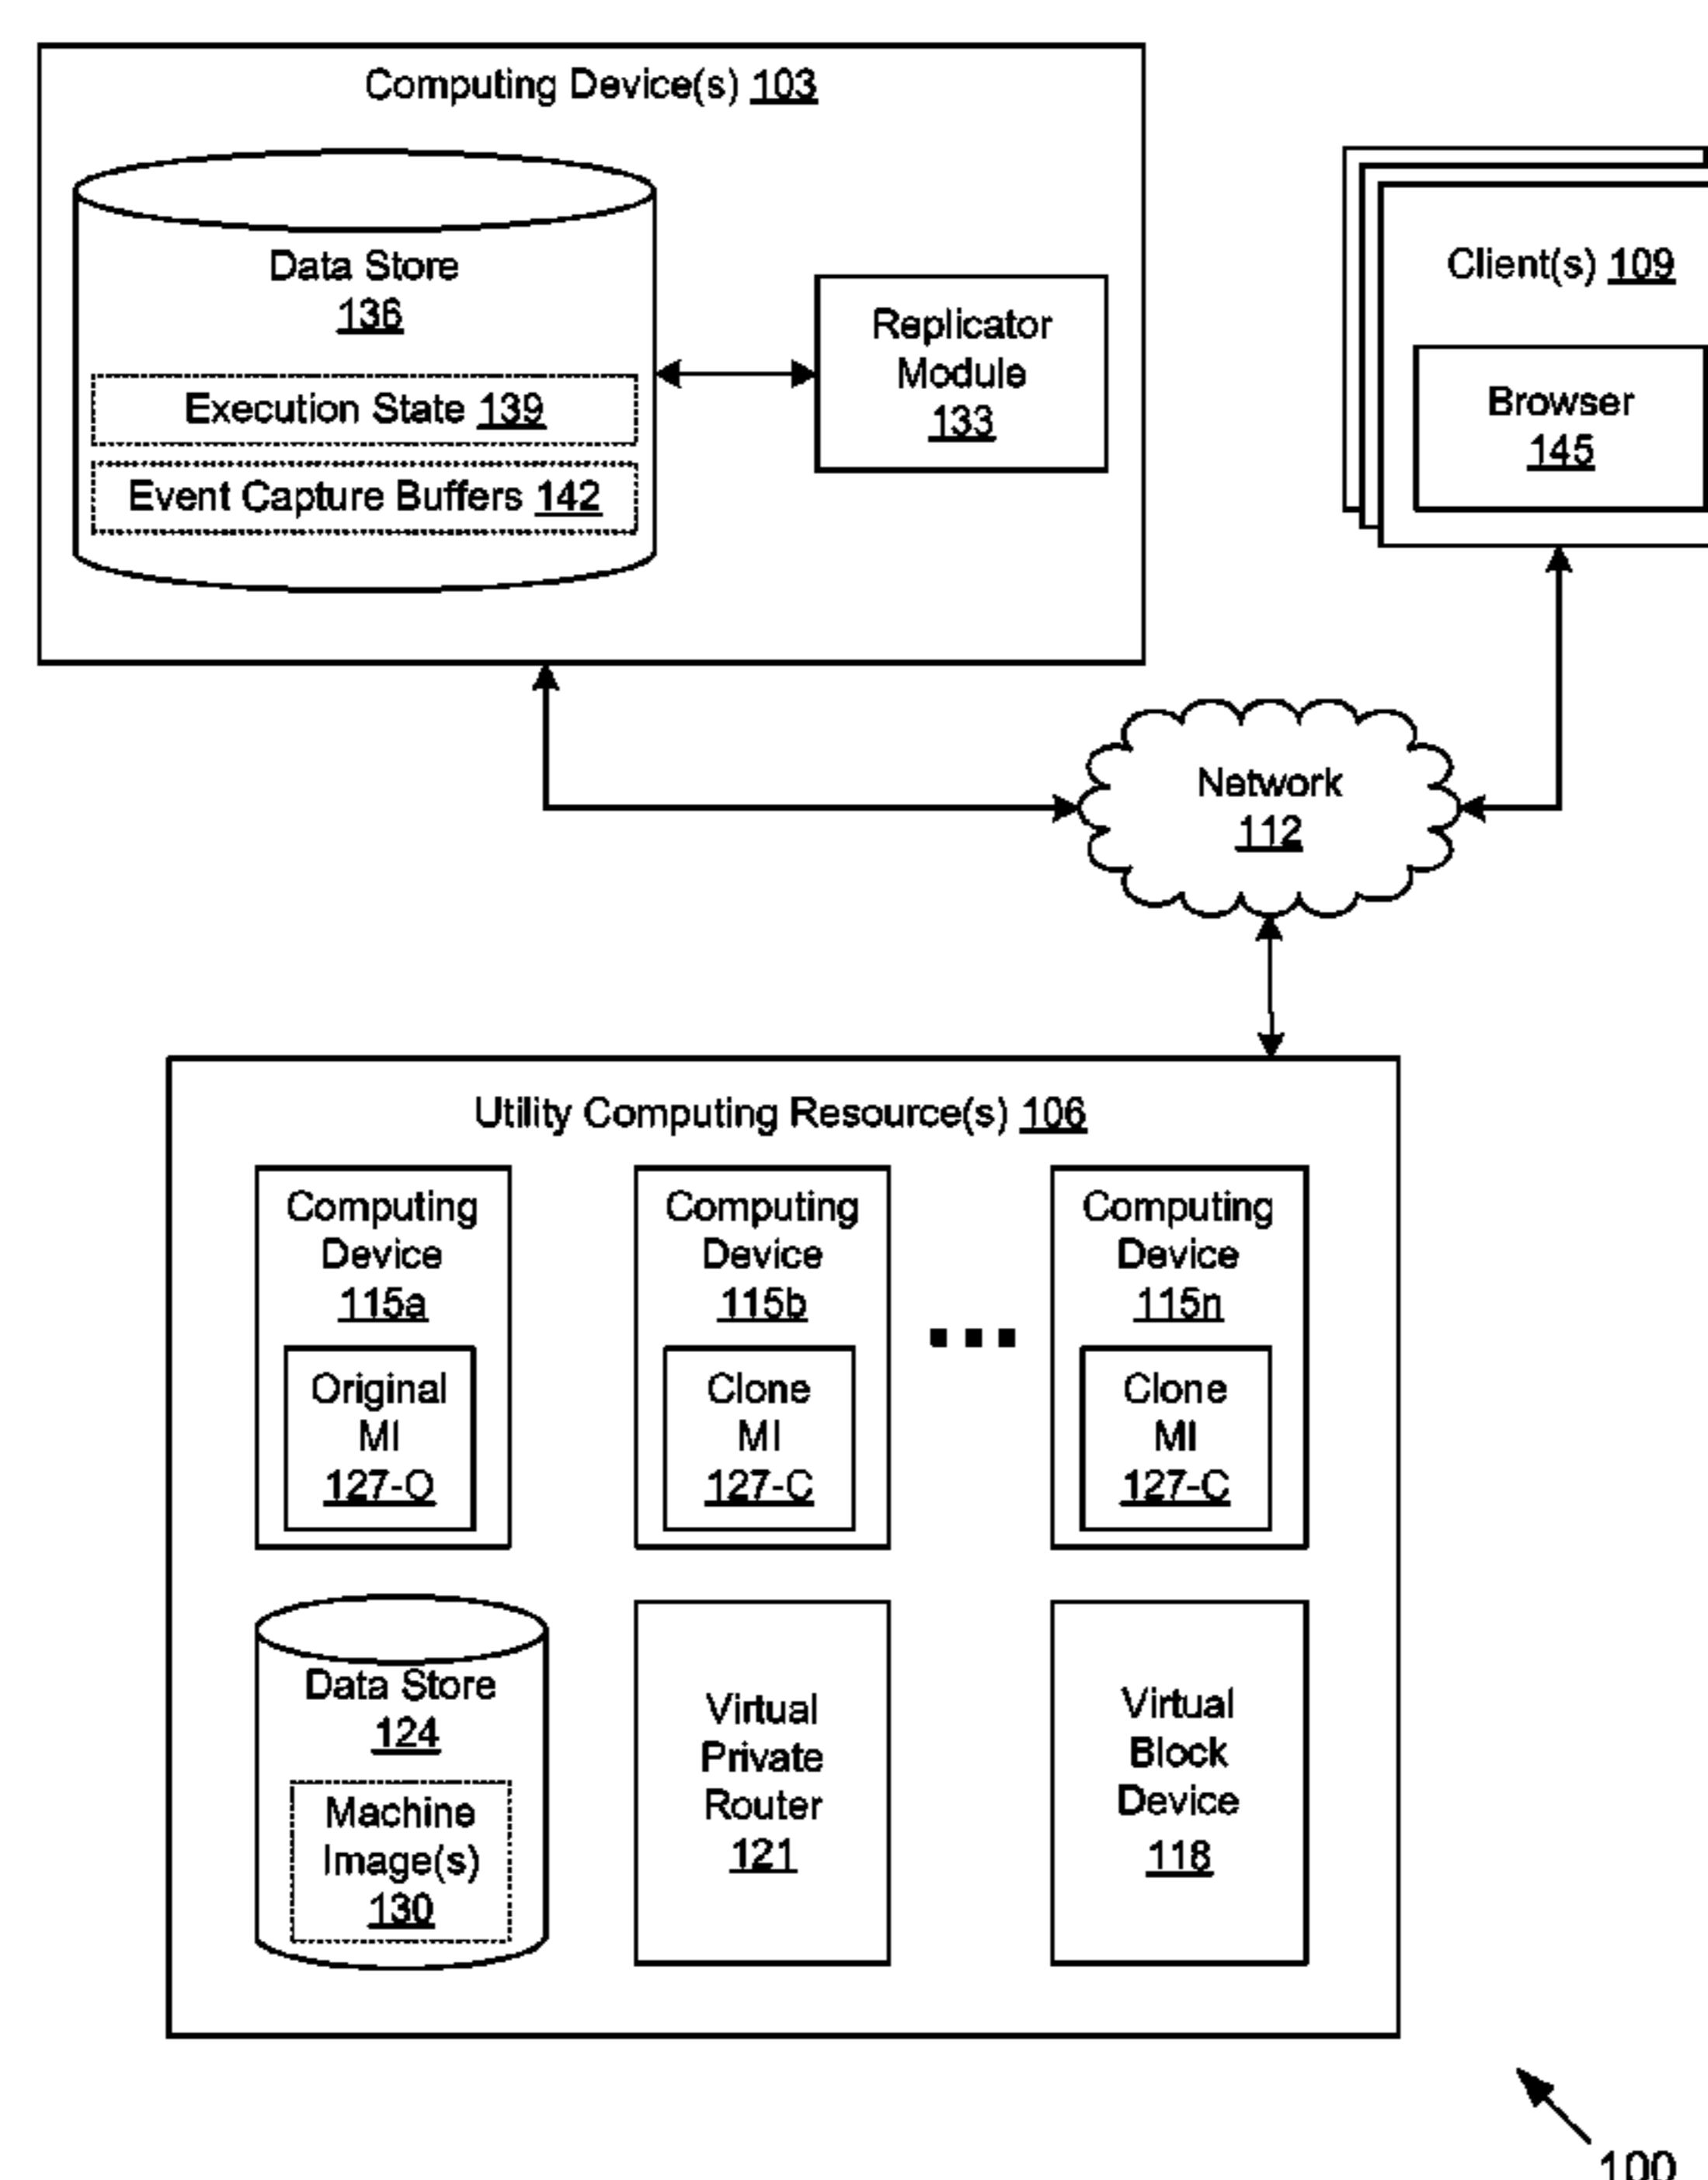 Computing Device(s) 103
Data Store
136
Execution State 139
Event Capture Buffers 142
Replicator
Module
133
Client(s) 109
Browser
145
Network
112
Utility Computing Resource(s) 106
Computing
Device
115a
Original
MI
127-O
Computing
Device
115b
Clone
MI
127-C
Computing
Device
115n
Clone
MI
127-C
Data Store
124
Machine
Image(s)
130
Virtual
Private
Router
121
Virtual
Block
Device
118
100